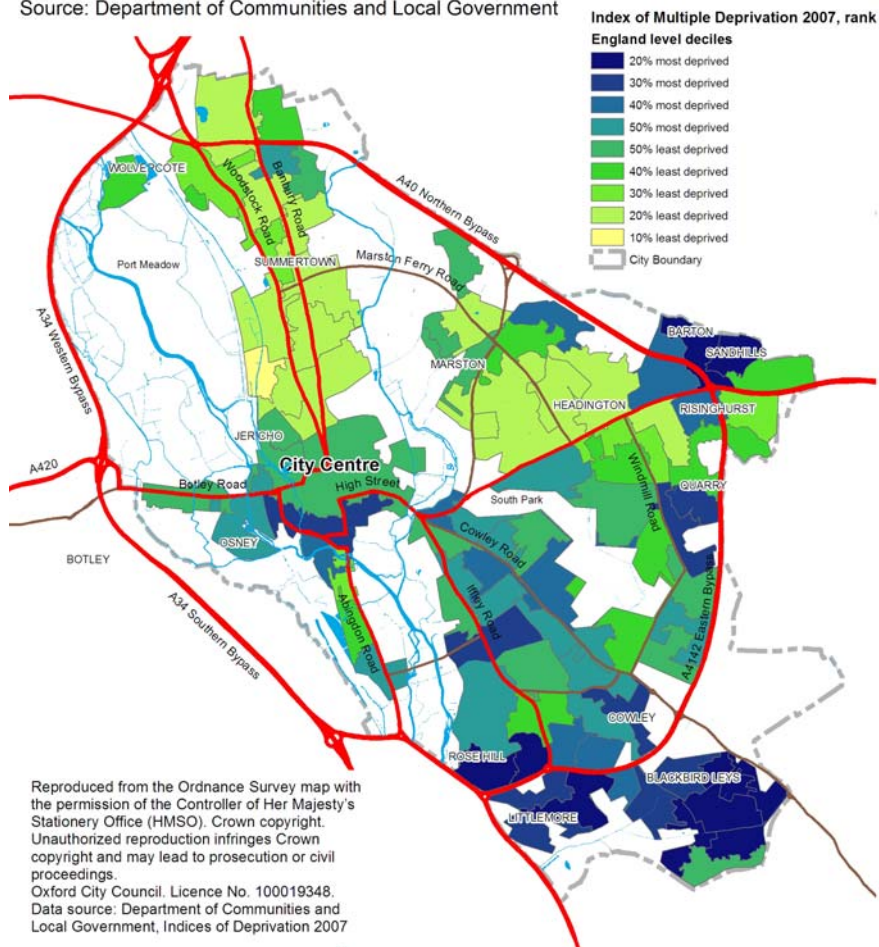 Source: Department of Communities and Local Government
Index of Multiple Deprivation 2007, rank
England level deciles
20% most deprived
30% most deprived
40% most deprived
50% most deprived
50% least deprived
40% least deprived
30% least deprived
20% least deprived
10% least deprived
City Boundary
WOLVERCOTE
Woodstock Road
Banbury Road
A40 Northern Bypass
Port Meadow
SUMMERTOWN
Marston Ferry Road
A34 Western Bypass
BARTON
SANDHILLS
MARSTON
HEADINGTON
RISINGHURST
JERICHO
City Centre
A420
Botley Road
High Street
South Park
Windmill Road
QUARRY
OSNEY
Cowley Road
BOTLEY
Iffley Road
Abingdon Road
A4142 Eastern Bypass
A34 Southern Bypass
COWLEY
ROSE HILL
BLACKBIRD LEYS
LITTLEMORE
Reproduced from the Ordnance Survey map with
the permission of the Controller of Her Majesty's
Stationery Office (HMSO). Crown copyright.
Unauthorized reproduction infringes Crown
copyright and may lead to prosecution or civil
proceedings.
Oxford City Council. Licence No. 100019348.
Data source: Department of Communities and
Local Government, Indices of Deprivation 2007